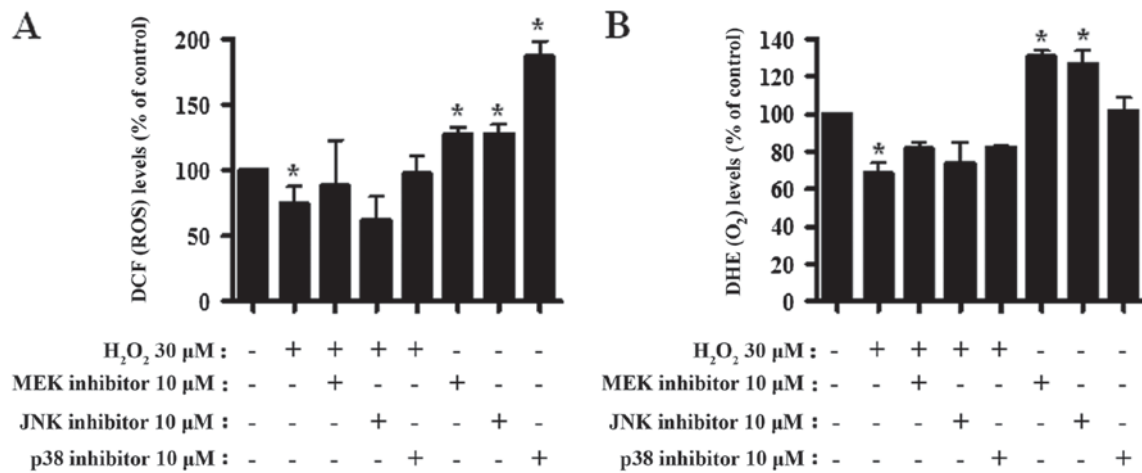 A
DCF (ROS) levels (% of control)
200
150
100
50
0
*
*
*
*
H₂O₂ 30 µM : - + + + + - - -
MEK inhibitor 10 µM : - - + - - + - -
JNK inhibitor 10 µM : - - - + - - + -
p38 inhibitor 10 µM : - - - - + - - +
B
DHE (O₂) levels (% of control)
140
120
100
80
60
40
20
0
*
*
*
H₂O₂ 30 µM : - + + + + - - -
MEK inhibitor 10 µM : - - + - - + - -
JNK inhibitor 10 µM : - - - + - - + -
p38 inhibitor 10 µM : - - - - + - - +